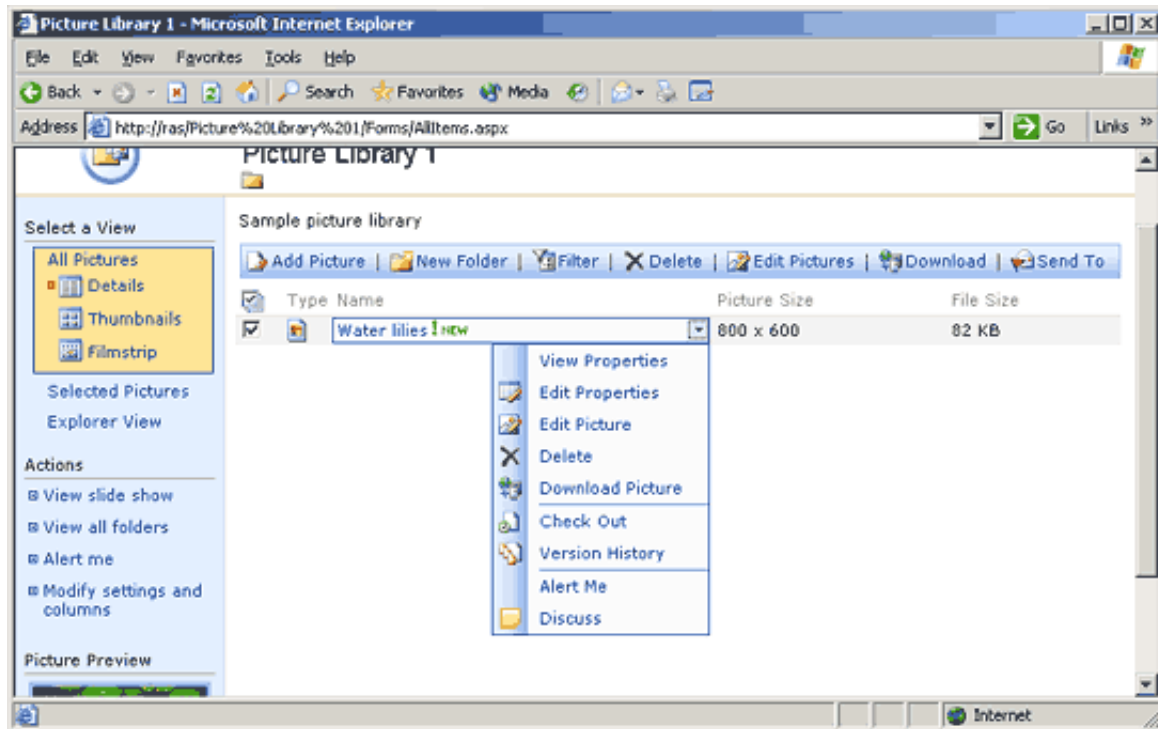 Picture Library 1 - Microsoft Internet Explorer
File Edit View Favorites Tools Help
Back Search Favorites Media
Address http://ras/Picture%20Library%201/Forms/AllItems.aspx Go Links »
Picture Library 1
Select a View
All Pictures
Details
Thumbnails
Filmstrip
Selected Pictures
Explorer View
Actions
View slide show
View all folders
Alert me
Modify settings and
columns
Picture Preview
Sample picture library
Add Picture | New Folder | Filter | Delete | Edit Pictures | Download | Send To
Type Name Picture Size File Size
Water lilies ! NEW 800 x 600 82 KB
View Properties
Edit Properties
Edit Picture
Delete
Download Picture
Check Out
Version History
Alert Me
Discuss
Internet